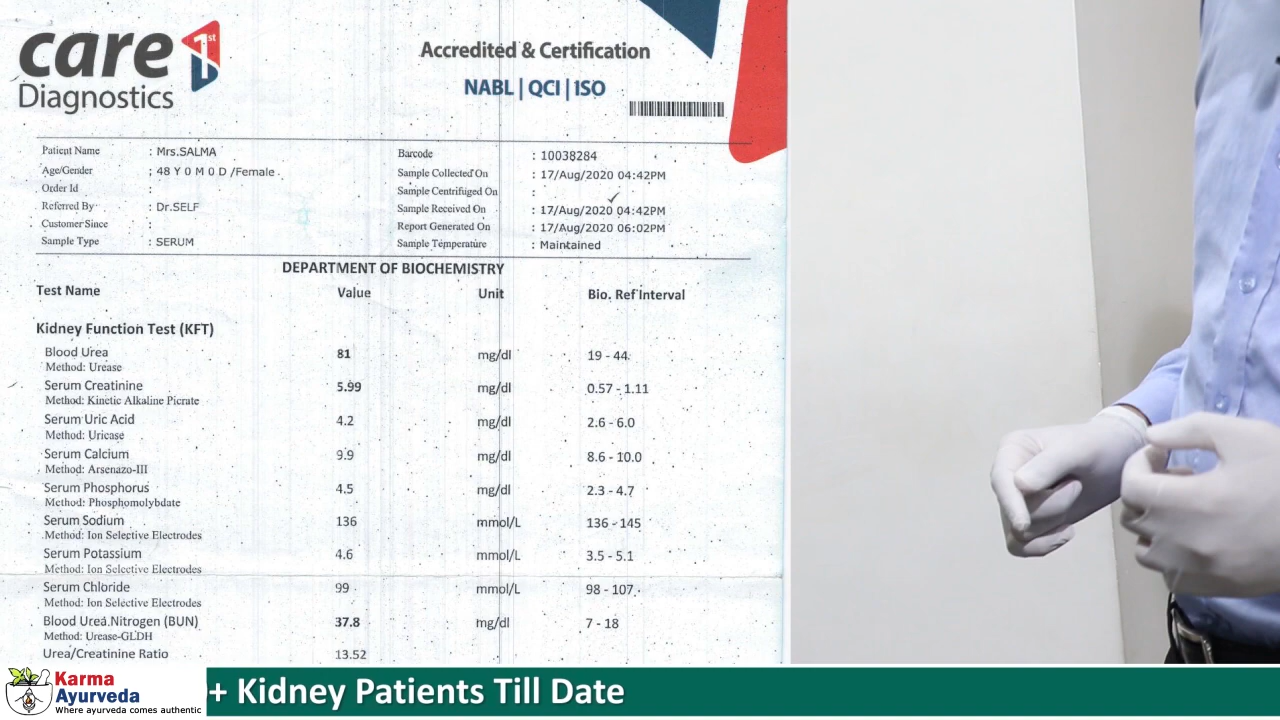 care 1st
Diagnostics
Accredited & Certification
NABL | QCI | ISO
Patient Name : Mrs.SALMA
Age/Gender : 48 Y 0 M 0 D /Female
Order Id :
Referred By : Dr.SELF
Customer Since :
Sample Type : SERUM
Barcode : 10038284
Sample Collected On : 17/Aug/2020 04:42PM
Sample Centrifuged On :
Sample Received On : 17/Aug/2020 04:42PM
Report Generated On : 17/Aug/2020 06:02PM
Sample Temperature : Maintained
DEPARTMENT OF BIOCHEMISTRY
Test Name Value Unit Bio. Ref Interval
Kidney Function Test (KFT)
Blood Urea 81 mg/dl 19 - 44
Method: Urease
Serum Creatinine 5.99 mg/dl 0.57 - 1.11
Method: Kinetic Alkaline Picrate
Serum Uric Acid 4.2 mg/dl 2.6 - 6.0
Method: Uricase
Serum Calcium 9.9 mg/dl 8.6 - 10.0
Method: Arsenazo-III
Serum Phosphorus 4.5 mg/dl 2.3 - 4.7
Method: Phosphomolybdate
Serum Sodium 136 mmol/L 136 - 145
Method: Ion Selective Electrodes
Serum Potassium 4.6 mmol/L 3.5 - 5.1
Method: Ion Selective Electrodes
Serum Chloride 99 mmol/L 98 - 107
Method: Ion Selective Electrodes
Blood Urea Nitrogen (BUN) 37.8 mg/dl 7 - 18
Method: Urease-GLDH
Urea/Creatinine Ratio 13.52
Karma
Ayurveda
Where ayurveda comes authentic
+ Kidney Patients Till Date